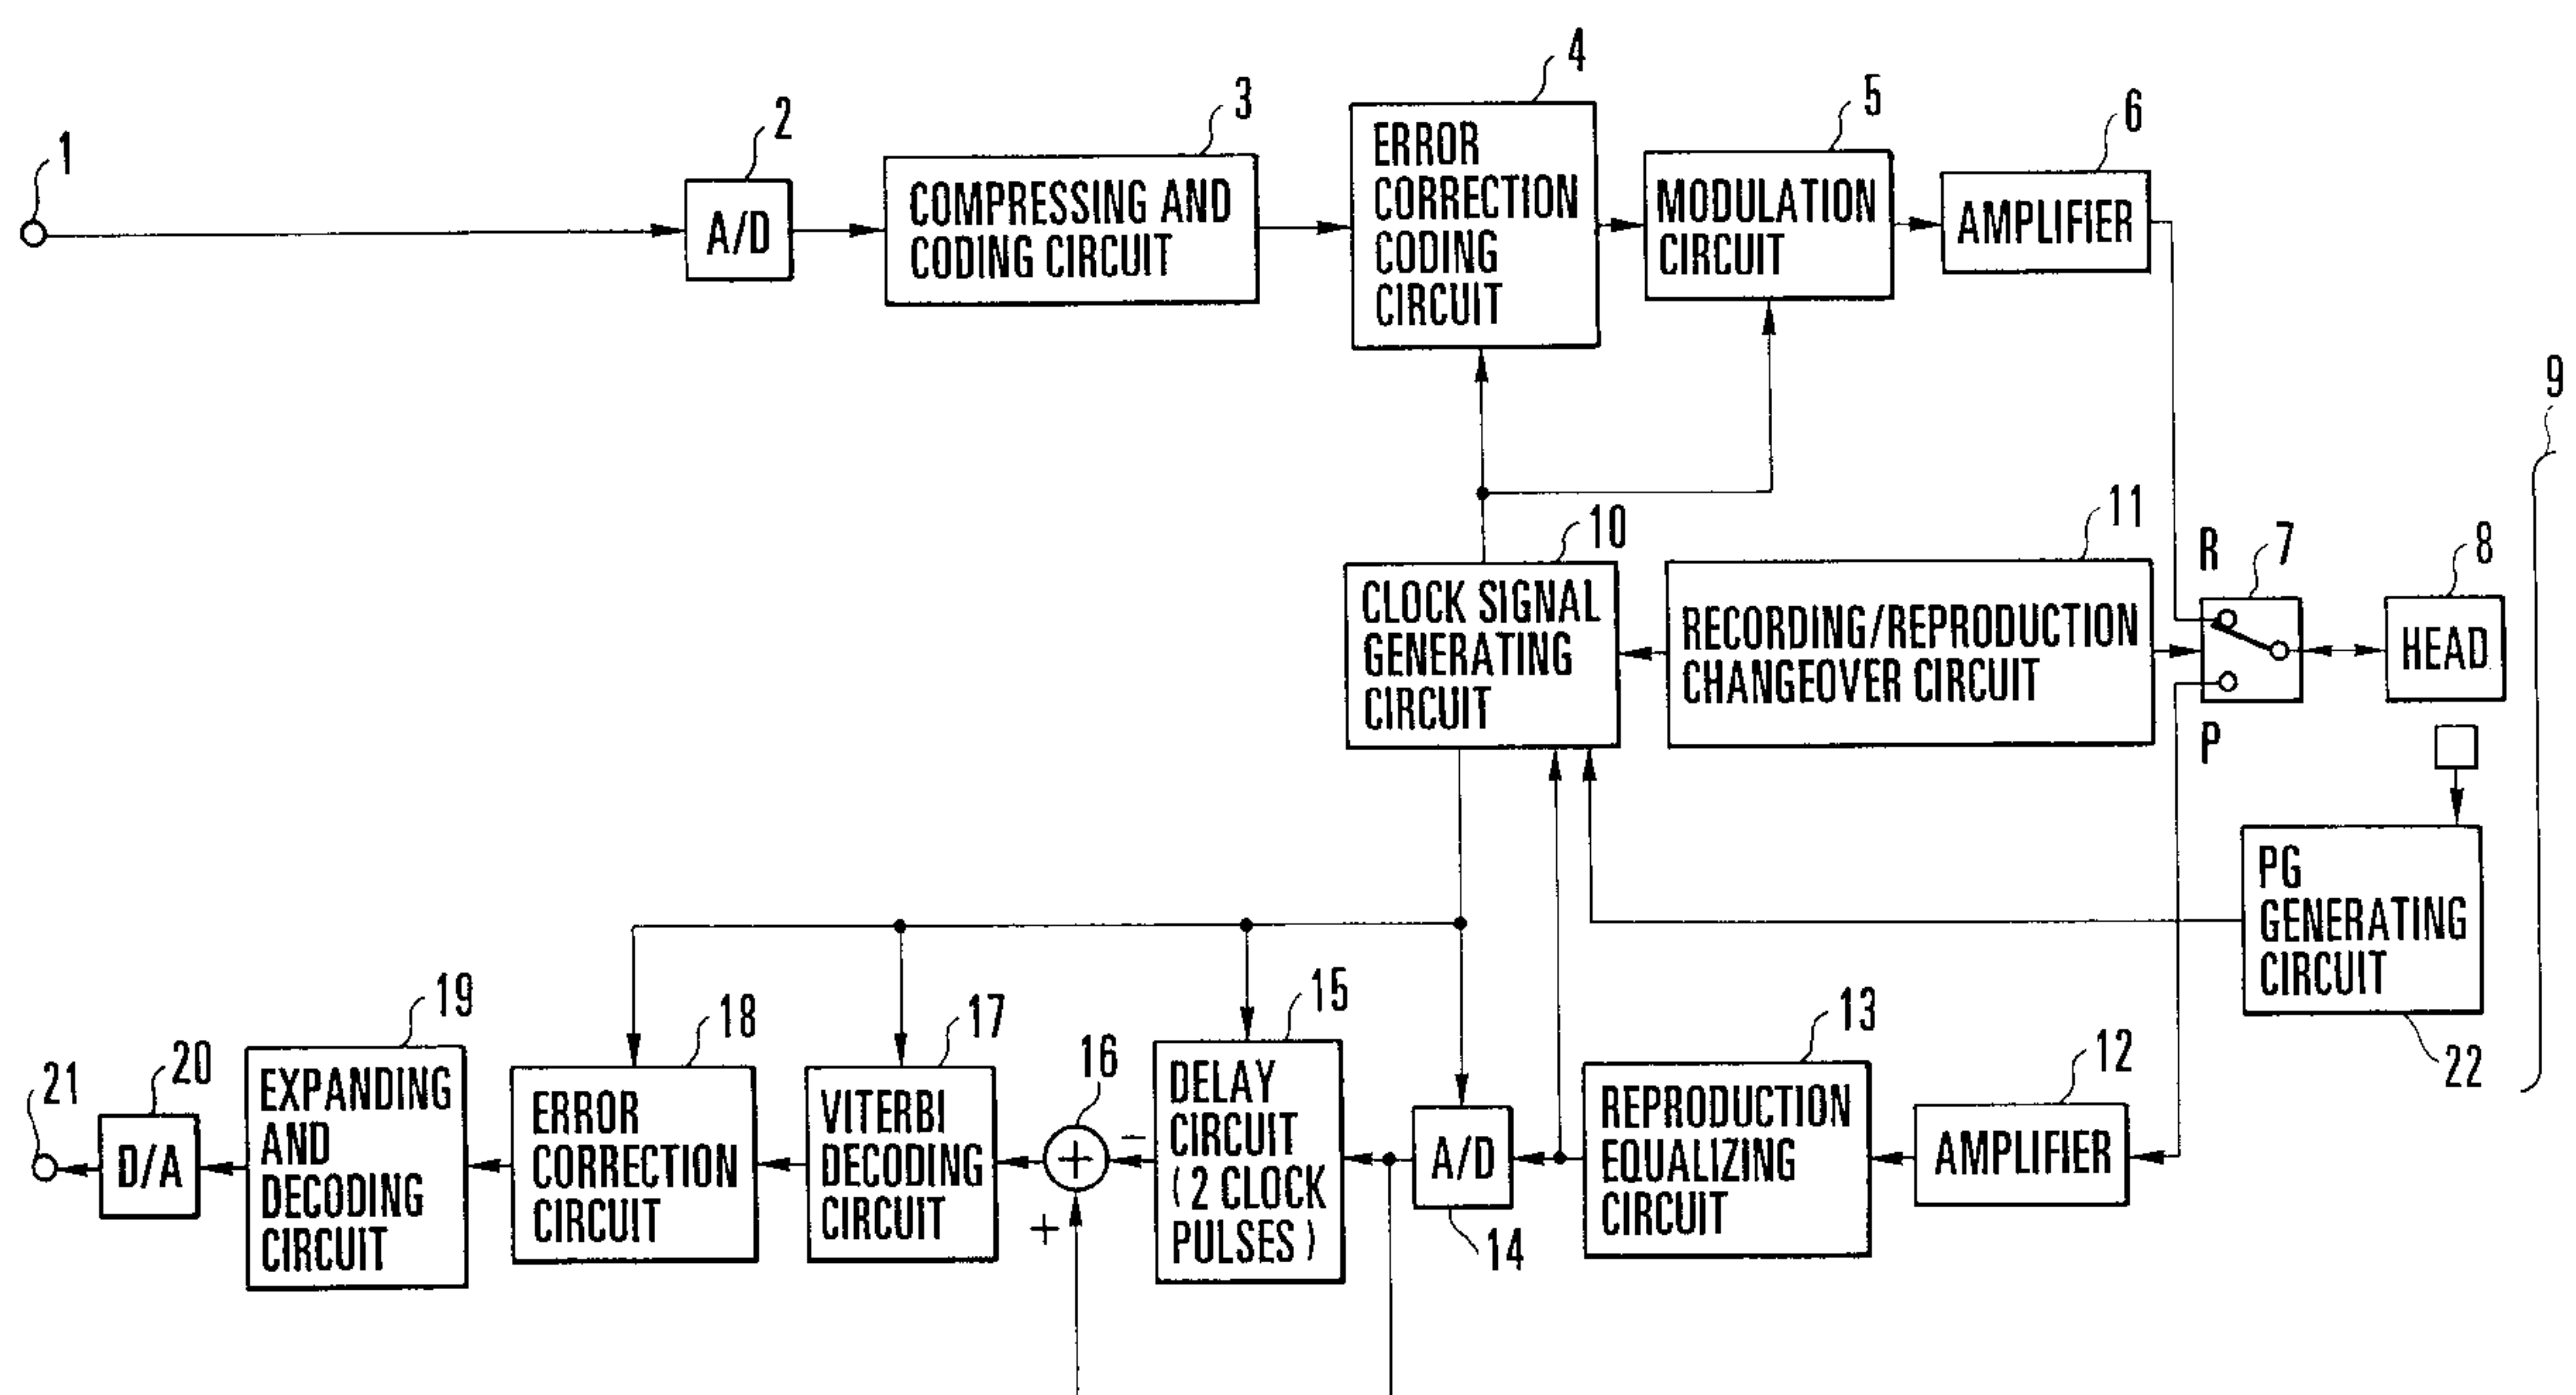 1
2
A/D
3
COMPRESSING AND
CODING CIRCUIT
4
ERROR
CORRECTION
CODING
CIRCUIT
5
MODULATION
CIRCUIT
6
AMPLIFIER
9
10
CLOCK SIGNAL
GENERATING
CIRCUIT
11
RECORDING/REPRODUCTION
CHANGEOVER CIRCUIT
R
7
P
8
HEAD
PG
GENERATING
CIRCUIT
22
21
20
D/A
19
EXPANDING
AND
DECODING
CIRCUIT
18
ERROR
CORRECTION
CIRCUIT
17
VITERBI
DECODING
CIRCUIT
16
+
−
+
15
DELAY
CIRCUIT
(2 CLOCK
PULSES)
A/D
14
13
REPRODUCTION
EQUALIZING
CIRCUIT
12
AMPLIFIER